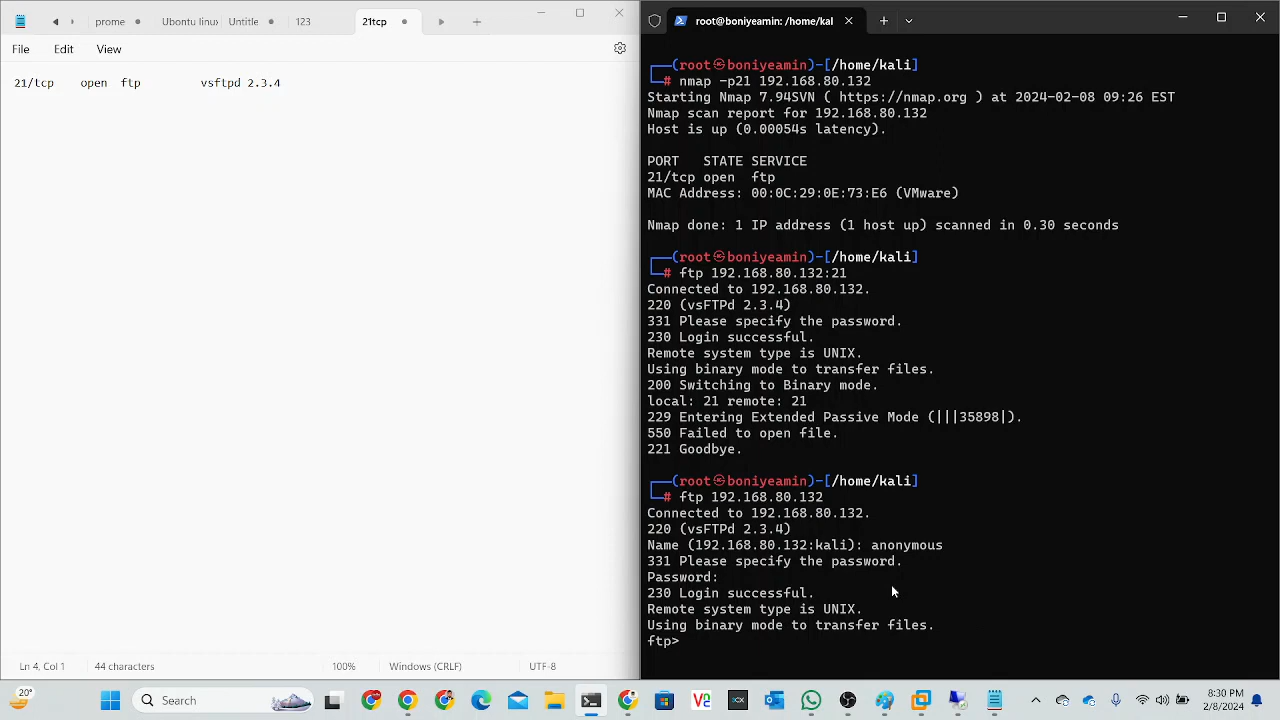 prome
Ubuntu linux
Untitle
123
21tcp
File Edit View
21/tcp open ftp vsftpd 2.3.4
Ln 4, Col 1 44 characters 100% Windows (CRLF) UTF-8
root@boniyeamin: /home/kal
┌──(root㉿boniyeamin)-[/home/kali]
└─# nmap -p21 192.168.80.132
Starting Nmap 7.94SVN ( https://nmap.org ) at 2024-02-08 09:26 EST
Nmap scan report for 192.168.80.132
Host is up (0.00054s latency).
PORT STATE SERVICE
21/tcp open ftp
MAC Address: 00:0C:29:0E:73:E6 (VMware)
Nmap done: 1 IP address (1 host up) scanned in 0.30 seconds
┌──(root㉿boniyeamin)-[/home/kali]
└─# ftp 192.168.80.132:21
Connected to 192.168.80.132.
220 (vsFTPd 2.3.4)
331 Please specify the password.
230 Login successful.
Remote system type is UNIX.
Using binary mode to transfer files.
200 Switching to Binary mode.
local: 21 remote: 21
229 Entering Extended Passive Mode (|||35898|).
550 Failed to open file.
221 Goodbye.
┌──(root㉿boniyeamin)-[/home/kali]
└─# ftp 192.168.80.132
Connected to 192.168.80.132.
220 (vsFTPd 2.3.4)
Name (192.168.80.132:kali): anonymous
331 Please specify the password.
Password:
230 Login successful.
Remote system type is UNIX.
Using binary mode to transfer files.
ftp>
20°
Search
8:30 PM
2/8/2024